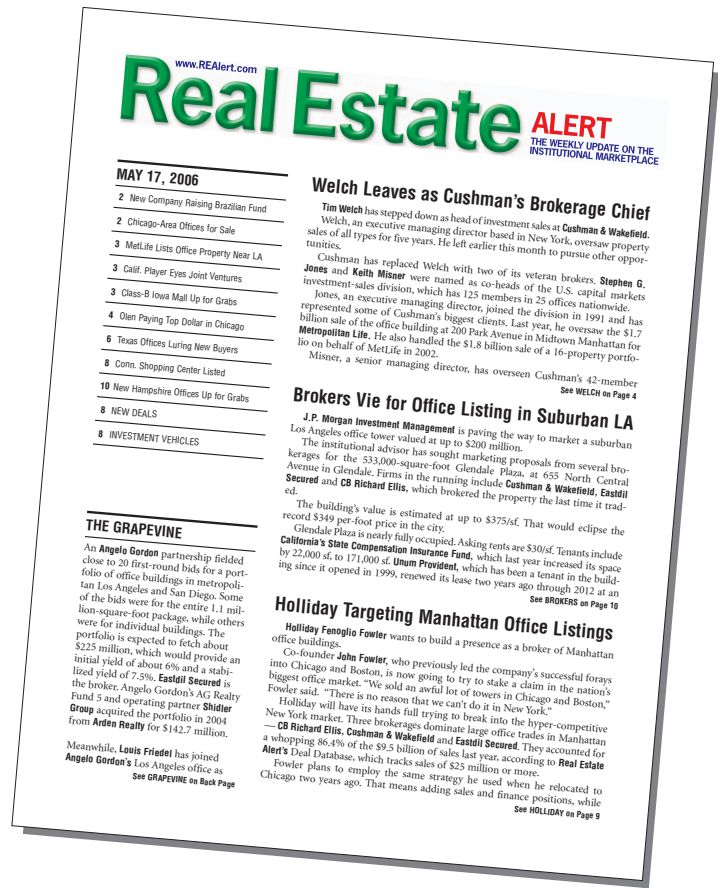 www.REAlert.com
Real Estate
ALERT
THE WEEKLY UPDATE ON THE
INSTITUTIONAL MARKETPLACE
MAY 17, 2006
2 New Company Raising Brazilian Fund
2 Chicago-Area Offices for Sale
3 MetLife Lists Office Property Near LA
3 Calif. Player Eyes Joint Ventures
3 Class-B Iowa Mall Up for Grabs
4 Olen Paying Top Dollar in Chicago
6 Texas Offices Luring New Buyers
8 Conn. Shopping Center Listed
10 New Hampshire Offices Up for Grabs
8 NEW DEALS
8 INVESTMENT VEHICLES
THE GRAPEVINE
An Angelo Gordon partnership fielded
close to 20 first-round bids for a port-
folio of office buildings in metropoli-
tan Los Angeles and San Diego. Some
of the bids were for the entire 1.1 mil-
lion-square-foot package, while others
were for individual buildings. The
portfolio is expected to fetch about
$225 million, which would provide an
initial yield of about 6% and a stabi-
lized yield of 7.5%. Eastdil Secured is
the broker. Angelo Gordon's AG Realty
Fund 5 and operating partner Shidler
Group acquired the portfolio in 2004
from Arden Realty for $142.7 million.
Meanwhile, Louis Friedel has joined
Angelo Gordon's Los Angeles office as
See GRAPEVINE on Back Page
Welch Leaves as Cushman's Brokerage Chief
Tim Welch has stepped down as head of investment sales at Cushman & Wakefield.
Welch, an executive managing director based in New York, oversaw property
sales of all types for five years. He left earlier this month to pursue other oppor-
tunities.
Cushman has replaced Welch with two of its veteran brokers. Stephen G.
Jones and Keith Misner were named as co-heads of the U.S. capital markets
investment-sales division, which has 125 members in 25 offices nationwide.
Jones, an executive managing director, joined the division in 1991 and has
represented some of Cushman's biggest clients. Last year, he oversaw the $1.7
billion sale of the office building at 200 Park Avenue in Midtown Manhattan for
Metropolitan Life. He also handled the $1.8 billion sale of a 16-property portfo-
lio on behalf of MetLife in 2002.
Misner, a senior managing director, has overseen Cushman's 42-member
See WELCH on Page 4
Brokers Vie for Office Listing in Suburban LA
J.P. Morgan Investment Management is paving the way to market a suburban
Los Angeles office tower valued at up to $200 million.
The institutional advisor has sought marketing proposals from several bro-
kerages for the 533,000-square-foot Glendale Plaza, at 655 North Central
Avenue in Glendale. Firms in the running include Cushman & Wakefield, Eastdil
Secured and CB Richard Ellis, which brokered the property the last time it trad-
ed.
The building's value is estimated at up to $375/sf. That would eclipse the
record $349 per-foot price in the city.
Glendale Plaza is nearly fully occupied. Asking rents are $30/sf. Tenants include
California's State Compensation Insurance Fund, which last year increased its space
by 22,000 sf, to 171,000 sf. Unum Provident, which has been a tenant in the build-
ing since it opened in 1999, renewed its lease two years ago through 2012 at an
See BROKERS on Page 10
Holliday Targeting Manhattan Office Listings
Holliday Fenoglio Fowler wants to build a presence as a broker of Manhattan
office buildings.
Co-founder John Fowler, who previously led the company's successful forays
into Chicago and Boston, is now going to try to stake a claim in the nation's
biggest office market. "We sold an awful lot of towers in Chicago and Boston,"
Fowler said. "There is no reason that we can't do it in New York."
Holliday will have its hands full trying to break into the hyper-competitive
New York market. Three brokerages dominate large office trades in Manhattan
— CB Richard Ellis, Cushman & Wakefield and Eastdil Secured. They accounted for
a whopping 86.4% of the $9.5 billion of sales last year, according to Real Estate
Alert's Deal Database, which tracks sales of $25 million or more.
Fowler plans to employ the same strategy he used when he relocated to
Chicago two years ago. That means adding sales and finance positions, while
See HOLLIDAY on Page 9